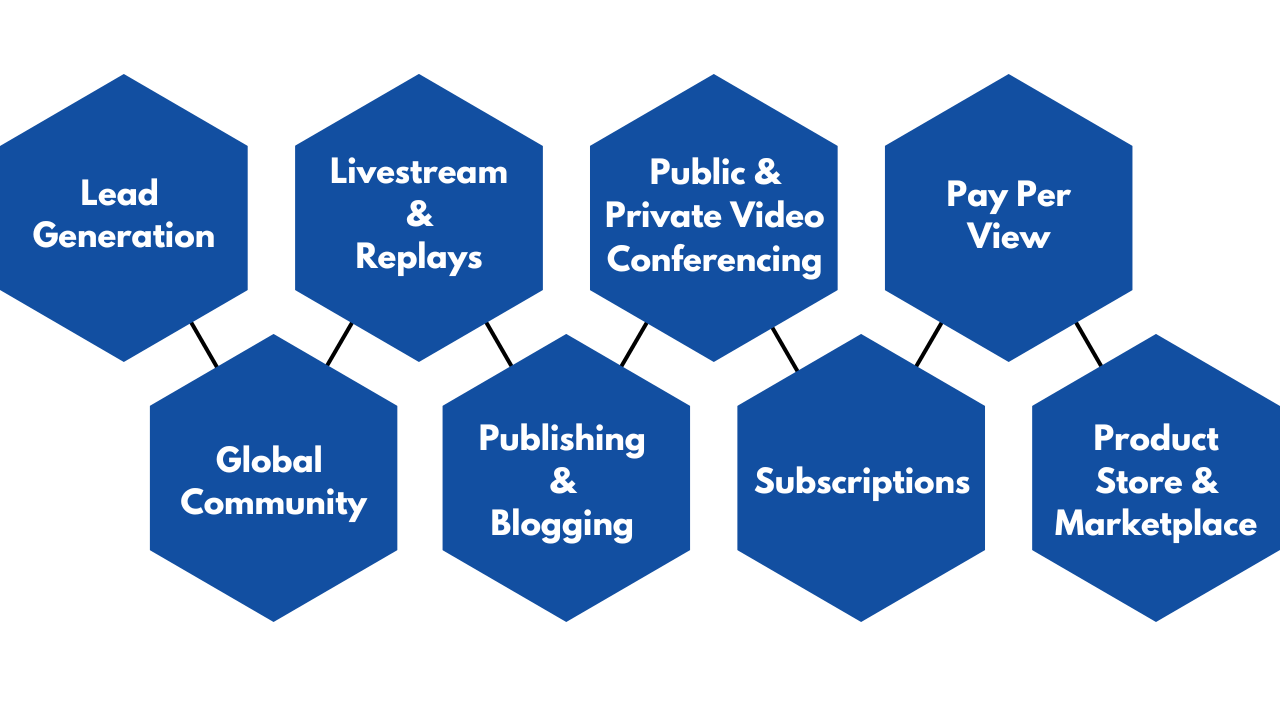 Lead
Generation
Livestream
&
Replays
Public &
Private Video
Conferencing
Pay Per
View
Global
Community
Publishing
&
Blogging
Subscriptions
Product
Store &
Marketplace